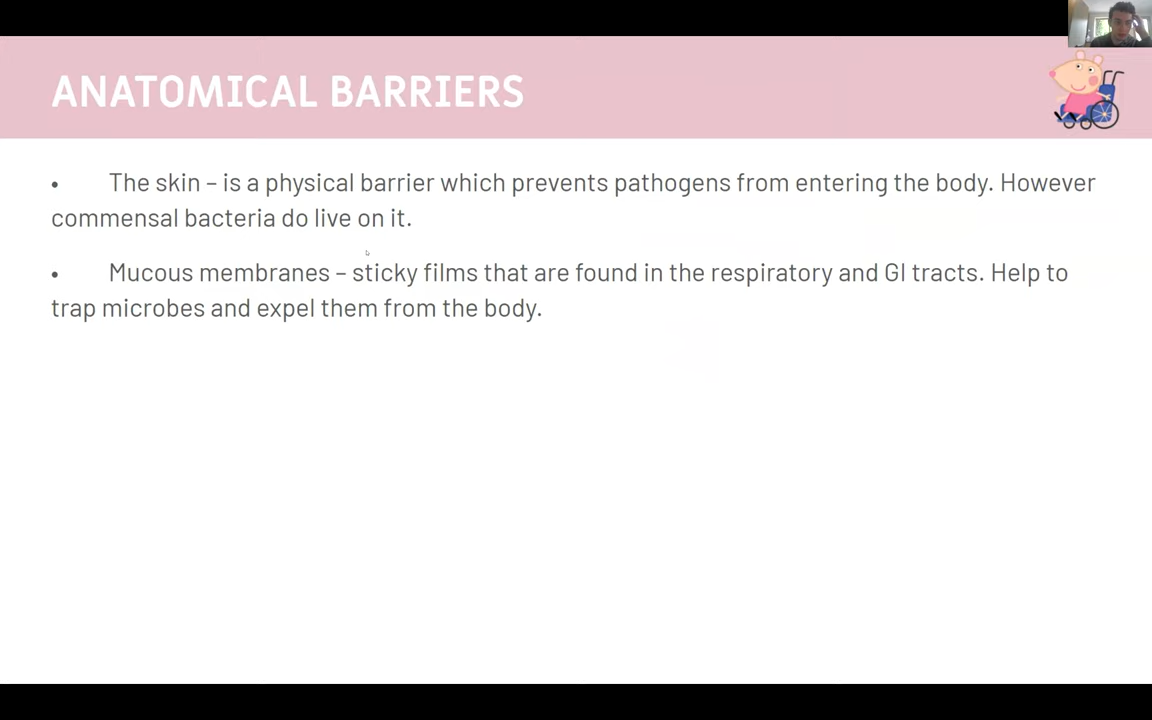 ANATOMICAL BARRIERS
• The skin – is a physical barrier which prevents pathogens from entering the body. However
commensal bacteria do live on it.
• Mucous membranes – sticky films that are found in the respiratory and GI tracts. Help to
trap microbes and expel them from the body.